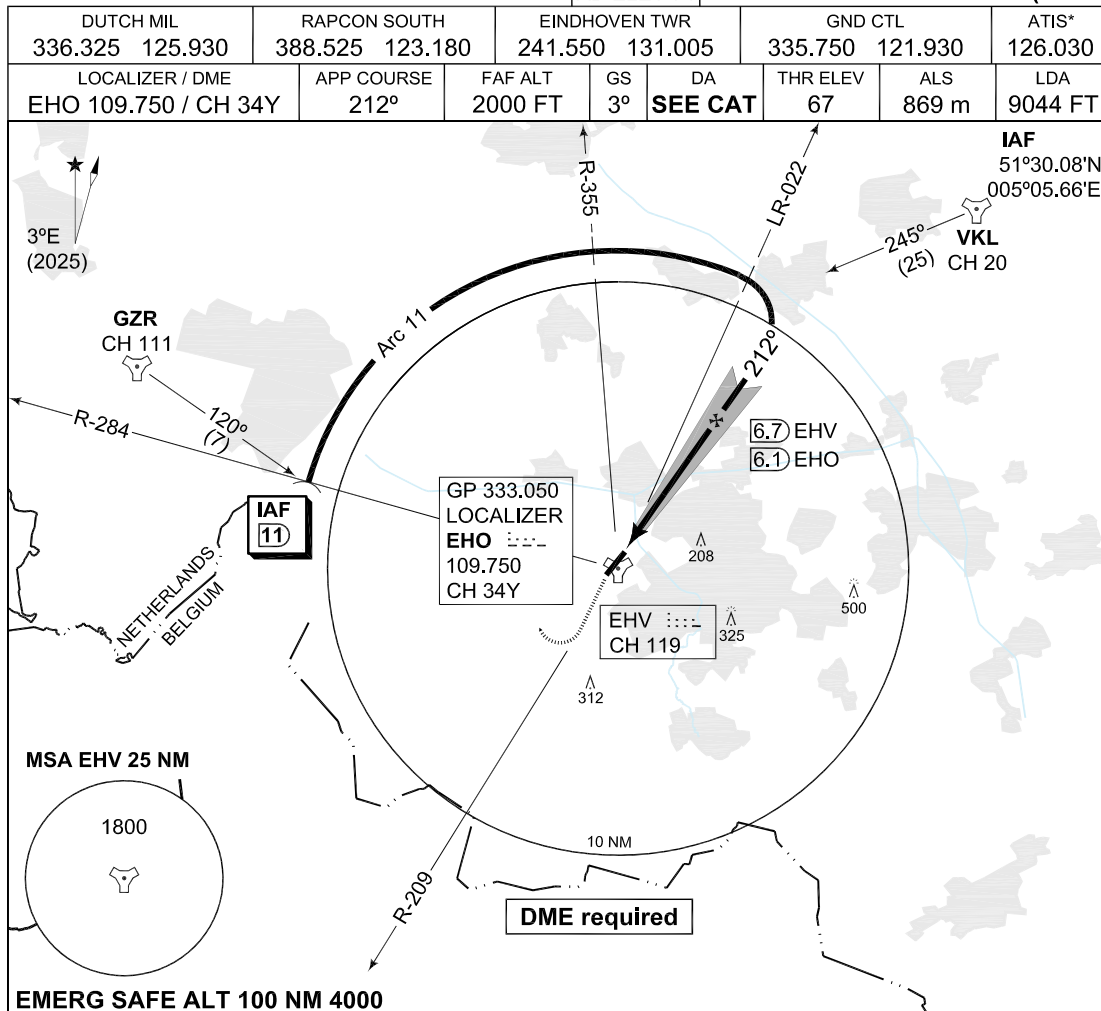 DUTCH MIL RAPCON SOUTH EINDHOVEN TWR GND CTL ATIS*
336.325 125.930 388.525 123.180 241.550 131.005 335.750 121.930 126.030
LOCALIZER / DME APP COURSE FAF ALT GS DA THR ELEV ALS LDA
EHO 109.750 / CH 34Y 212º 2000 FT 3º SEE CAT 67 869 m 9044 FT
IAF
51º30.08'N
005º05.66'E
R-355
LR-022
3ºE
(2025)
245º
(25)
VKL
CH 20
GZR
CH 111
Arc 11
212º
R-284
120º
(7)
6.7 EHV
6.1 EHO
IAF
11
GP 333.050
LOCALIZER
EHO
109.750
CH 34Y
208
500
NETHERLANDS
BELGIUM
EHV
CH 119
325
312
MSA EHV 25 NM
1800
10 NM
R-209
DME required
EMERG SAFE ALT 100 NM 4000